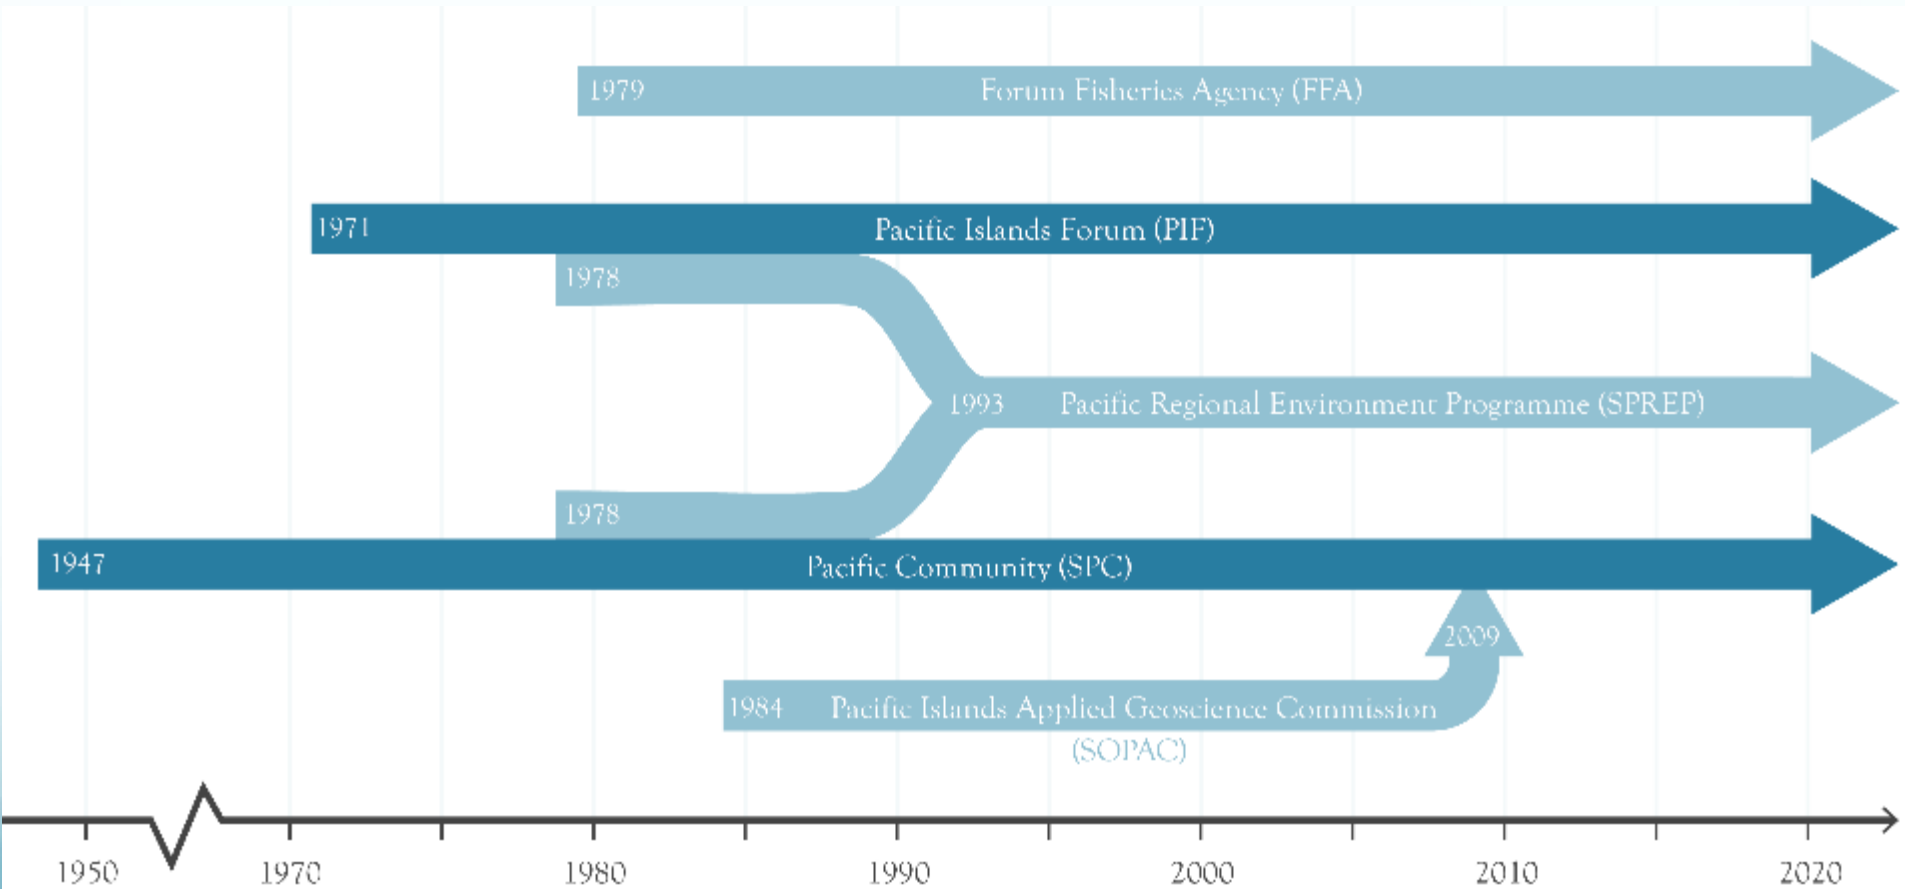 1979 Forum Fisheries Agency (FFA)
1971 Pacific Islands Forum (PIF)
1978
1993 Pacific Regional Environment Programme (SPREP)
1978
1947 Pacific Community (SPC)
2009
1984 Pacific Islands Applied Geoscience Commission
(SOPAC)
1950 1970 1980 1990 2000 2010 2020